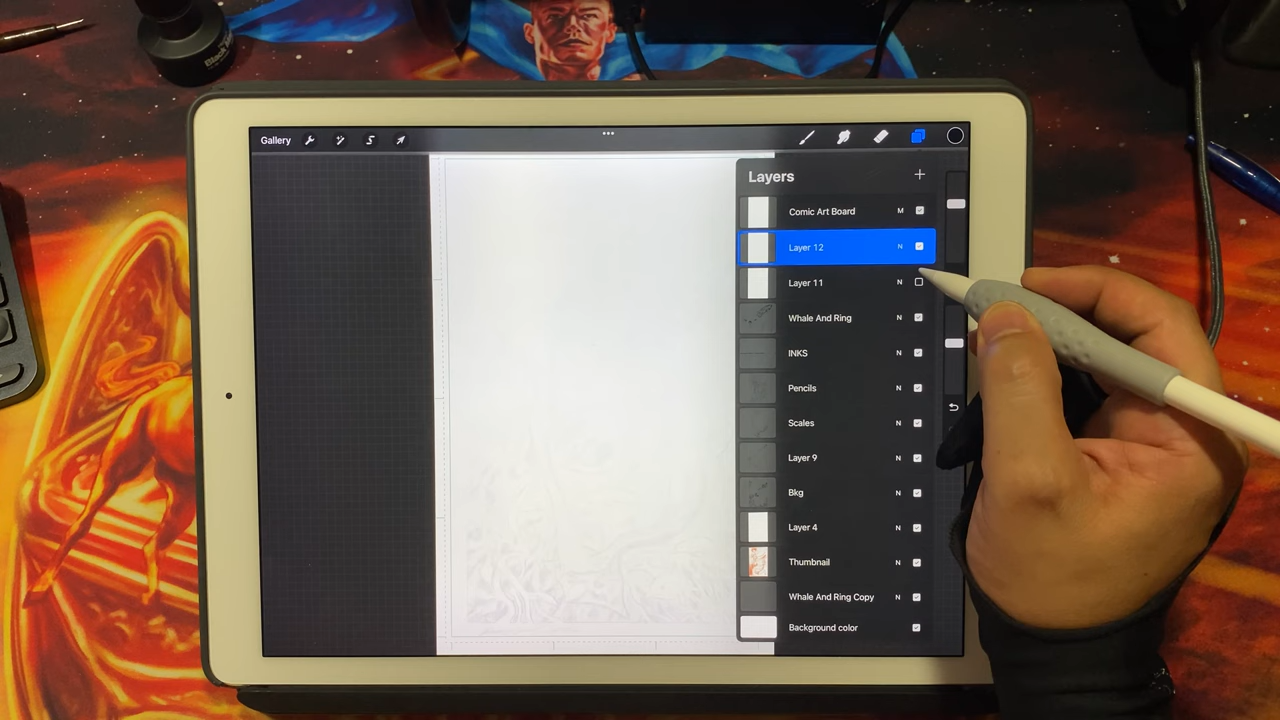 Gallery
Layers
Comic Art Board M
Layer 12 N
Layer 11 N
Whale And Ring N
INKS N
Pencils N
Scales N
Layer 9 N
Bkg N
Layer 4 N
Thumbnail N
Whale And Ring Copy N
Background color